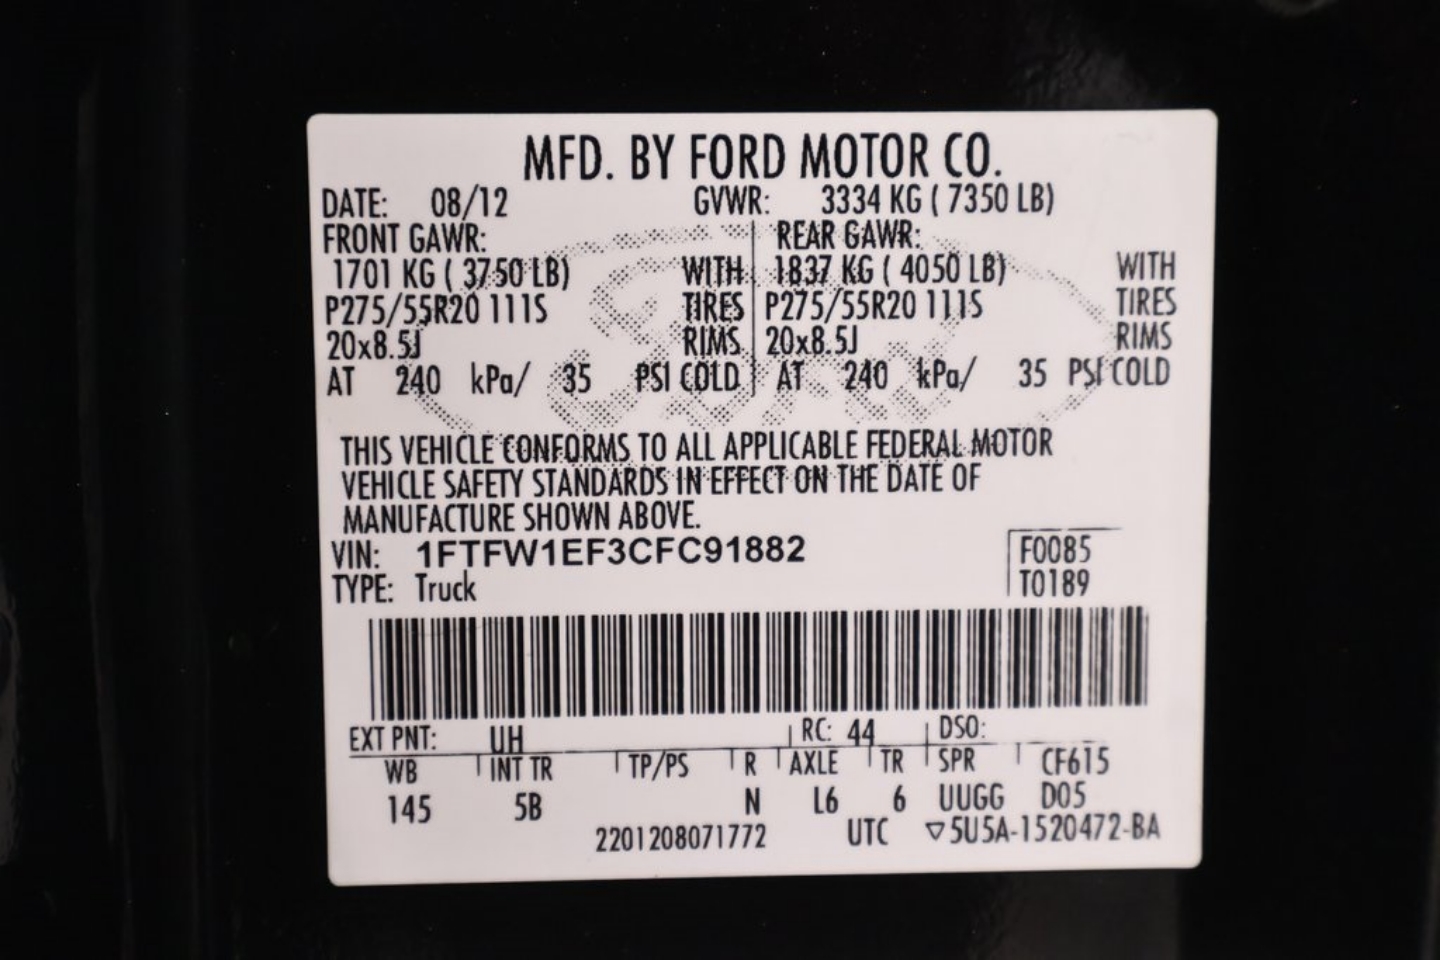 MFD. BY FORD MOTOR CO.
DATE: 08/12 GVWR: 3334 KG ( 7350 LB)
FRONT GAWR: REAR GAWR:
1701 KG ( 3750 LB) WITH 1837 KG ( 4050 LB) WITH
P275/55R20 111S TIRES P275/55R20 111S TIRES
20x8.5J RIMS 20x8.5J RIMS
AT 240 kPa/ 35 PSI COLD AT 240 kPa/ 35 PSI COLD
THIS VEHICLE CONFORMS TO ALL APPLICABLE FEDERAL MOTOR
VEHICLE SAFETY STANDARDS IN EFFECT ON THE DATE OF
MANUFACTURE SHOWN ABOVE.
VIN: 1FTFW1EF3CFC91882 F0085
TYPE: Truck T0189
EXT PNT: UH RC: 44 DSO:
WB INT TR TP/PS R AXLE TR SPR CF615
145 5B N L6 6 UUGG D05
2201208071772 UTC ▽5U5A-1520472-BA